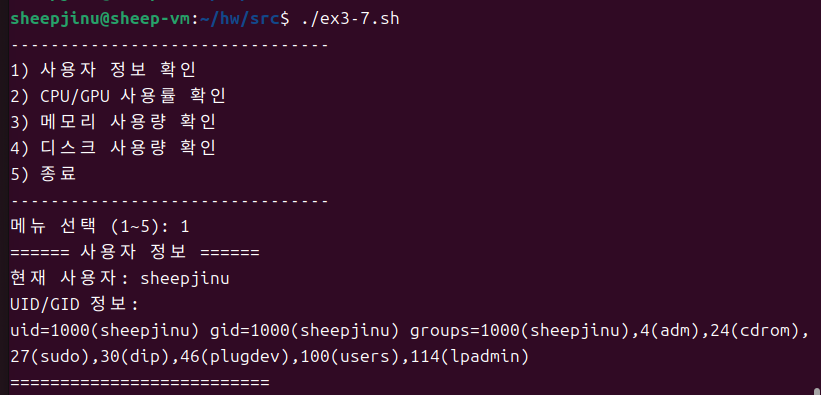 sheepjinu@sheep-vm:~/hw/src$ ./ex3-7.sh
--------------------------------
1) 사용자 정보 확인
2) CPU/GPU 사용률 확인
3) 메모리 사용량 확인
4) 디스크 사용량 확인
5) 종료
--------------------------------
메뉴 선택 (1~5): 1
====== 사용자 정보 ======
현재 사용자: sheepjinu
UID/GID 정보:
uid=1000(sheepjinu) gid=1000(sheepjinu) groups=1000(sheepjinu),4(adm),24(cdrom),
27(sudo),30(dip),46(plugdev),100(users),114(lpadmin)
==========================